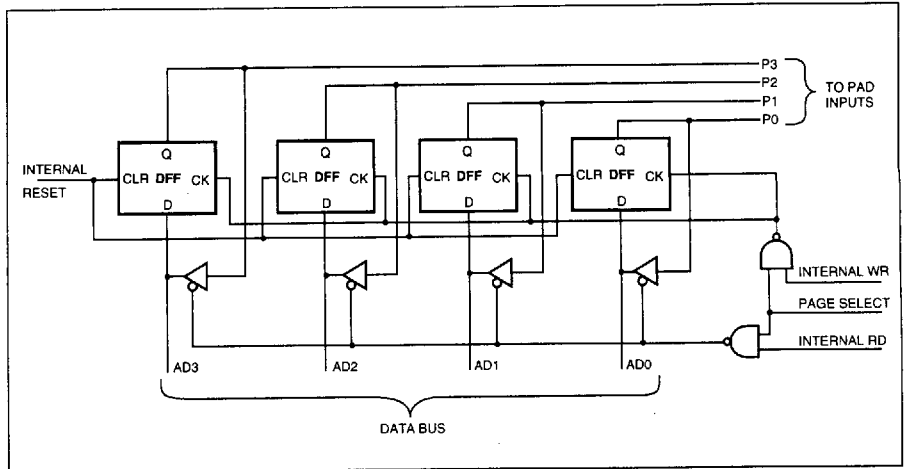 P3
P2
P1
P0
TO PAD
INPUTS
Q
Q
Q
Q
INTERNAL
RESET
CLR DFF CK
CLR DFF CK
CLR DFF CK
CLR DFF CK
D
D
D
D
INTERNAL WR
PAGE SELECT
INTERNAL RD
AD3
AD2
AD1
AD0
DATA BUS